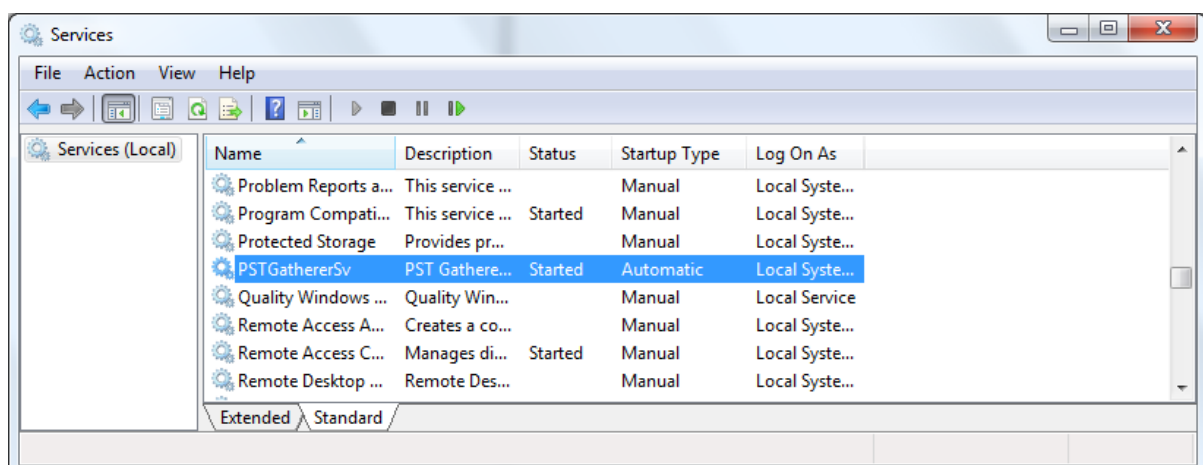 Services
File Action View Help
Services (Local)
Name Description Status Startup Type Log On As
Problem Reports a... This service ... Manual Local Syste...
Program Compati... This service ... Started Manual Local Syste...
Protected Storage Provides pr... Manual Local Syste...
PSTGathererSv PST Gathere... Started Automatic Local Syste...
Quality Windows ... Quality Win... Manual Local Service
Remote Access A... Creates a co... Manual Local Syste...
Remote Access C... Manages di... Started Manual Local Syste...
Remote Desktop ... Remote Des... Manual Local Syste...
Extended Standard